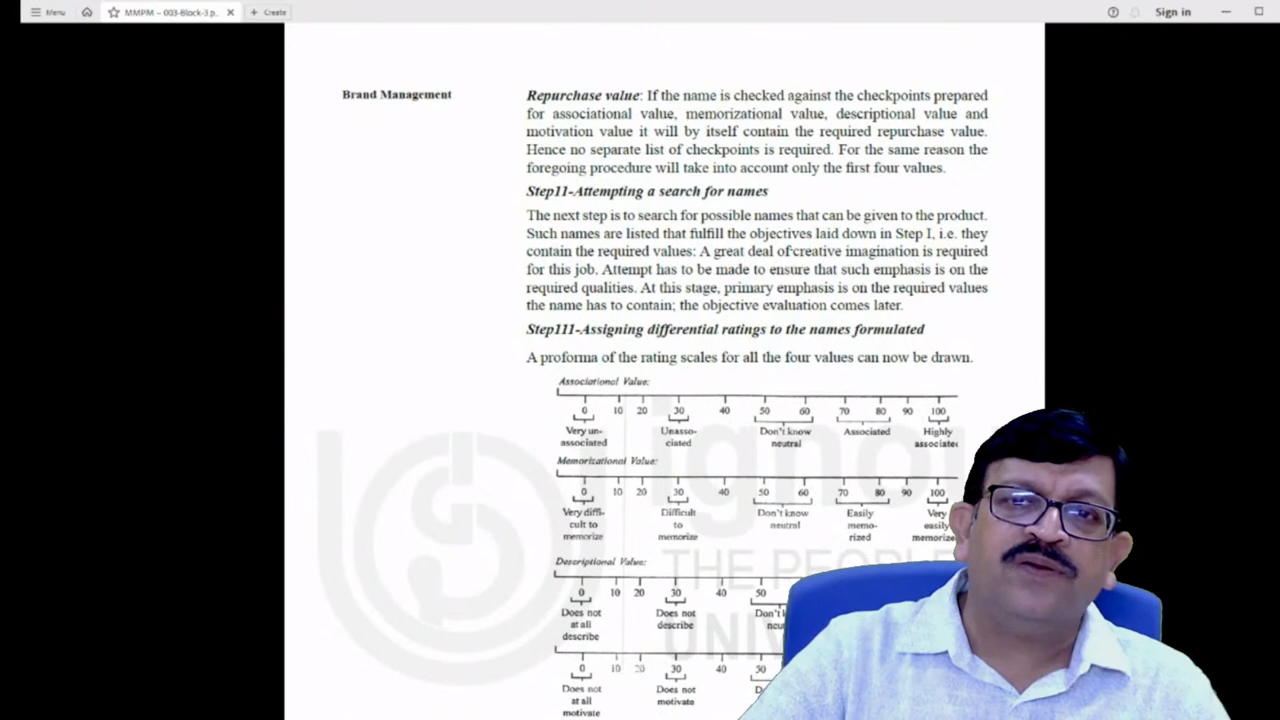 Menu
MMPM – 003-Block-3.p...
Create
Sign in
Brand Management
Repurchase value: If the name is checked against the checkpoints prepared
for associational value, memorizational value, descriptional value and
motivation value it will by itself contain the required repurchase value.
Hence no separate list of checkpoints is required. For the same reason the
foregoing procedure will take into account only the first four values.
Step11-Attempting a search for names
The next step is to search for possible names that can be given to the product.
Such names are listed that fulfill the objectives laid down in Step I, i.e. they
contain the required values: A great deal of creative imagination is required
for this job. Attempt has to be made to ensure that such emphasis is on the
required qualities. At this stage, primary emphasis is on the required values
the name has to contain; the objective evaluation comes later.
Step111-Assigning differential ratings to the names formulated
A proforma of the rating scales for all the four values can now be drawn.
Associational Value:
0 10 20 30 40 50 60 70 80 90 100
Very un- Unasso- Don't know Associated Highly
associated ciated neutral associate
Memorizational Value:
0 10 20 30 40 50 60 70 80 90 100
Very diffi- Difficult Don't know Easily Very
cult to to neutral memo- easily
memorize memorize rized memorize
Descriptional Value:
0 10 20 30 40 50
Does not Does not Don't
at all describe neu
describe
0 10 20 30 40 50
Does not Does not D
at all motivate
motivate
ignou
THE PEOPLE
UNIV